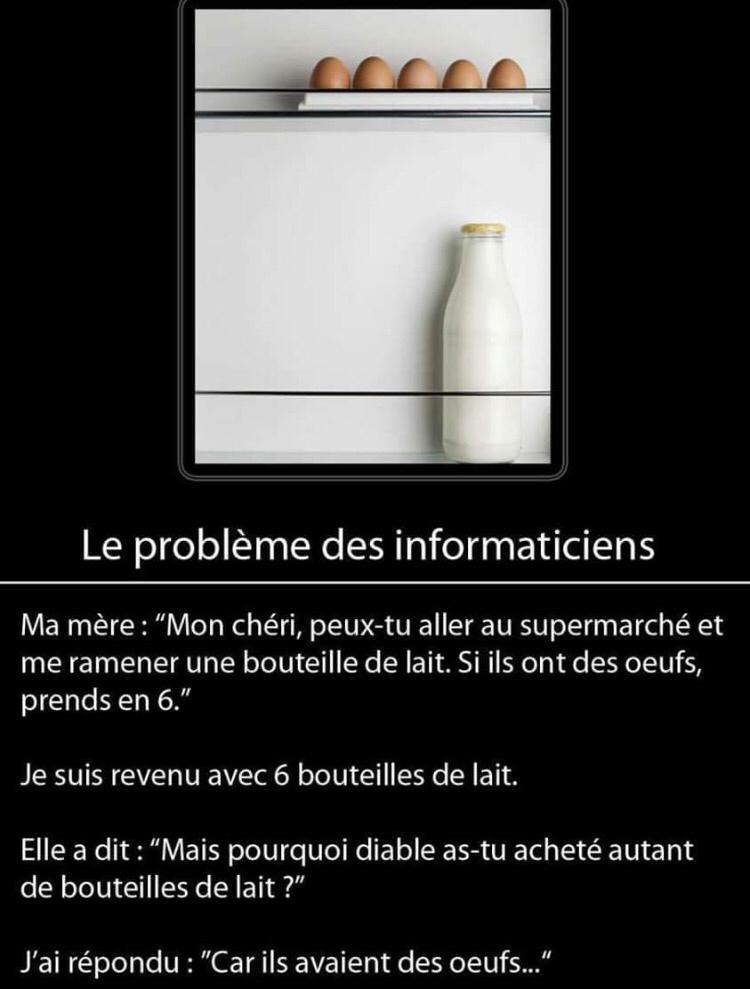 Le problème des informaticiens
Ma mère : “Mon chéri, peux-tu aller au supermarché et
me ramener une bouteille de lait. Si ils ont des oeufs,
prends en 6.”
Je suis revenu avec 6 bouteilles de lait.
Elle a dit : “Mais pourquoi diable as-tu acheté autant
de bouteilles de lait ?”
J’ai répondu : ”Car ils avaient des oeufs...“